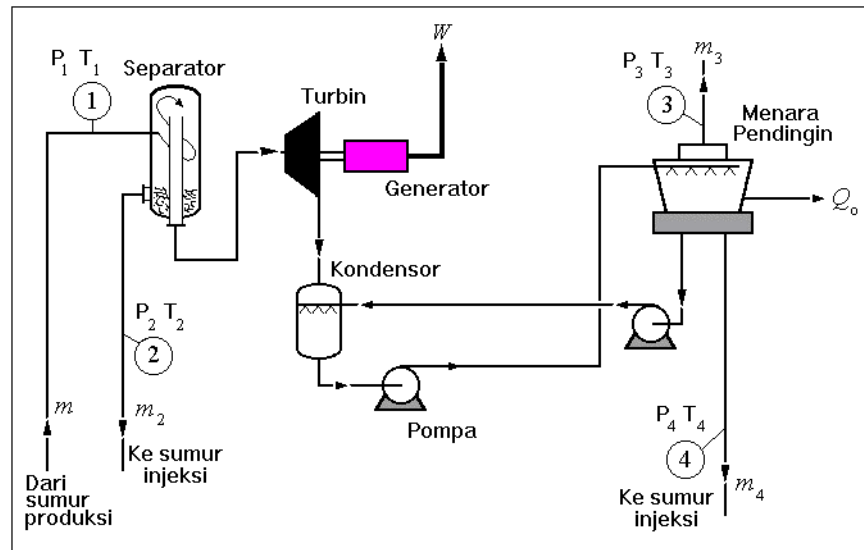 P1 T1
1
Separator
Turbin
W
Generator
P3 T3
m3
3
Menara
Pendingin
Qo
Kondensor
P2 T2
2
m
m2
Dari
sumur
produksi
Ke sumur
injeksi
Pompa
P4 T4
4
Ke sumur
injeksi
m4